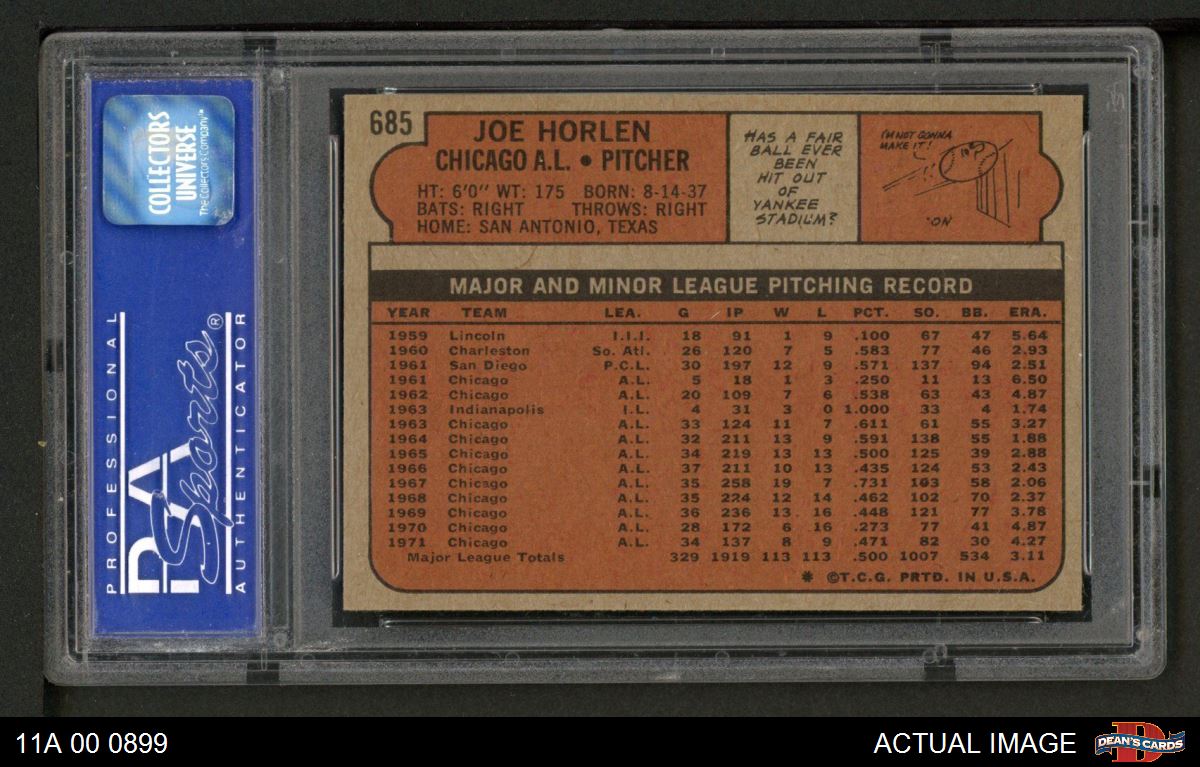 COLLECTORS
UNIVERSE
The Collectors Company™
PROFESSIONAL
PSA
Sports®
AUTHENTICATOR
685
JOE HORLEN
CHICAGO A.L. • PITCHER
HT: 6'0" WT: 175 BORN: 8-14-37
BATS: RIGHT THROWS: RIGHT
HOME: SAN ANTONIO, TEXAS
HAS A FAIR
BALL EVER
BEEN
HIT OUT
OF
YANKEE
STADIUM?
I'M NOT GONNA
MAKE IT!
MAJOR AND MINOR LEAGUE PITCHING RECORD
YEAR TEAM LEA. G IP W L PCT. SO. BB. ERA.
1959 Lincoln I.I.I. 18 91 1 9 .100 67 47 5.64
1960 Charleston So. Atl. 26 120 7 5 .583 77 46 2.93
1961 San Diego P.C.L. 30 197 12 9 .571 137 94 2.51
1961 Chicago A.L. 5 18 1 3 .250 11 13 6.50
1962 Chicago A.L. 20 109 7 6 .538 63 43 4.87
1963 Indianapolis I.L. 4 31 3 0 1.000 33 4 1.74
1963 Chicago A.L. 33 124 11 7 .611 61 55 3.27
1964 Chicago A.L. 32 211 13 9 .591 138 55 1.88
1965 Chicago A.L. 34 219 13 13 .500 125 39 2.88
1966 Chicago A.L. 37 211 10 13 .435 124 53 2.43
1967 Chicago A.L. 35 258 19 7 .731 103 58 2.06
1968 Chicago A.L. 35 224 12 14 .462 102 70 2.37
1969 Chicago A.L. 36 236 13 16 .448 121 77 3.78
1970 Chicago A.L. 28 172 6 16 .273 77 41 4.87
1971 Chicago A.L. 34 137 8 9 .471 82 30 4.27
Major League Totals 329 1919 113 113 .500 1007 534 3.11
* ©T.C.G. PRTD. IN U.S.A.
11A 00 0899
ACTUAL IMAGE
DEAN'S CARDS